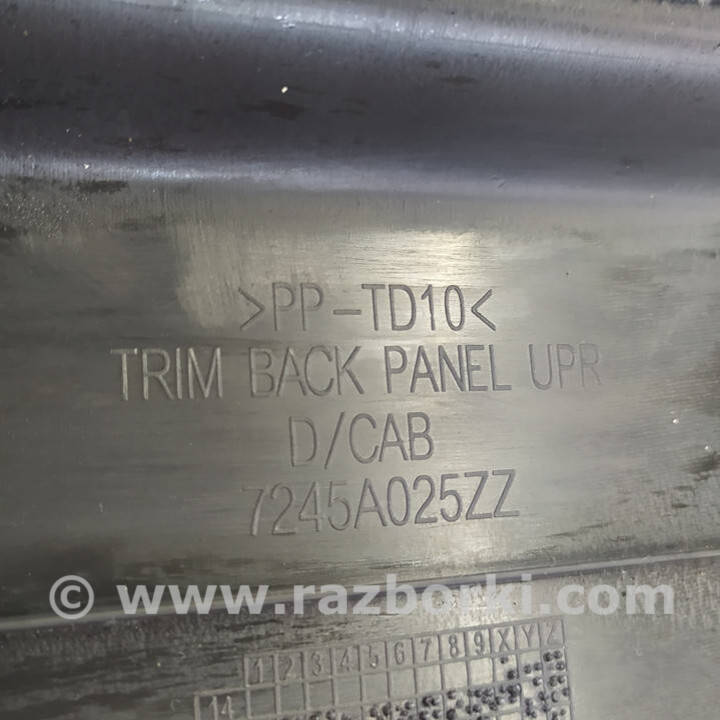 >PP-TD10<
TRIM BACK PANEL UPR
D/CAB
7245A025ZZ
© www.razborki.com
1 2 3 4 5 6 7 8 9 X Y Z
14